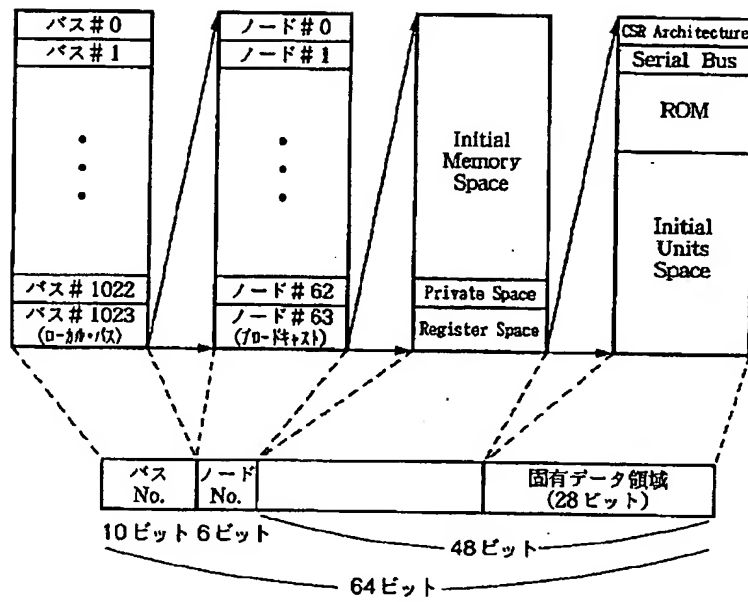 バス#0
バス#1
バス#1022
バス#1023
(ローカル・バス)
ノード#0
ノード#1
ノード#62
ノード#63
(ブロードキャスト)
Initial
Memory
Space
Private Space
Register Space
CSR Architecture
Serial Bus
ROM
Initial
Units
Space
バス
No.
ノード
No.
固有データ領域
(28ビット)
10ビット 6ビット
48ビット
64ビット